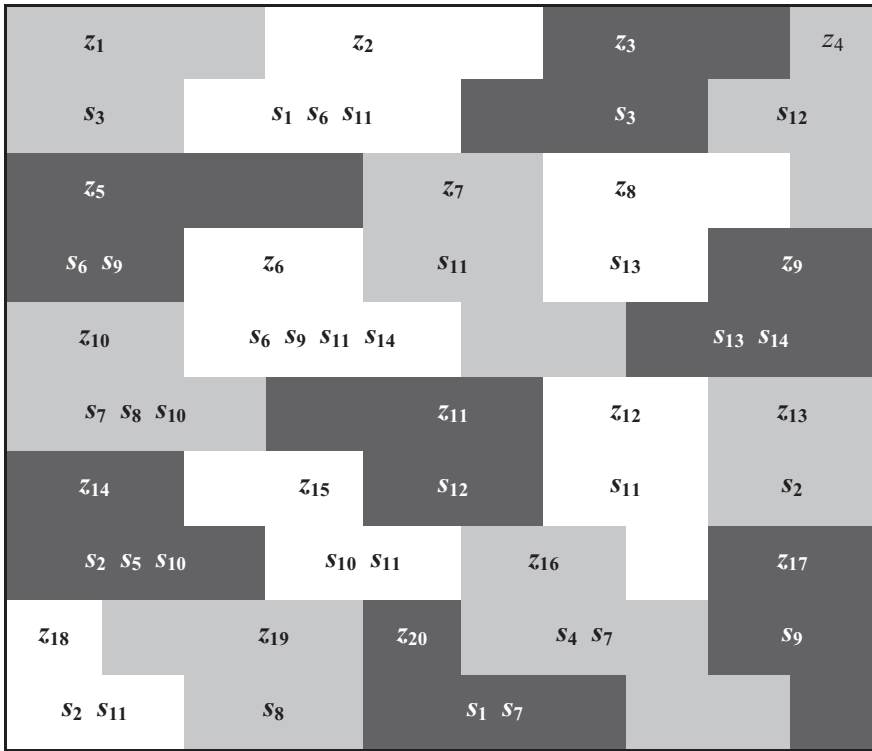 z₁ z₂ z₃ z₄
s₃ s₁ s₆ s₁₁ s₃ s₁₂
z₅ z₇ z₈
s₆ s₉ z₆ s₁₁ s₁₃ z₉
z₁₀ s₆ s₉ s₁₁ s₁₄ s₁₃ s₁₄
s₇ s₈ s₁₀ z₁₁ z₁₂ z₁₃
z₁₄ z₁₅ s₁₂ s₁₁ s₂
s₂ s₅ s₁₀ s₁₀ s₁₁ z₁₆ z₁₇
z₁₈ z₁₉ z₂₀ s₄ s₇ s₉
s₂ s₁₁ s₈ s₁ s₇